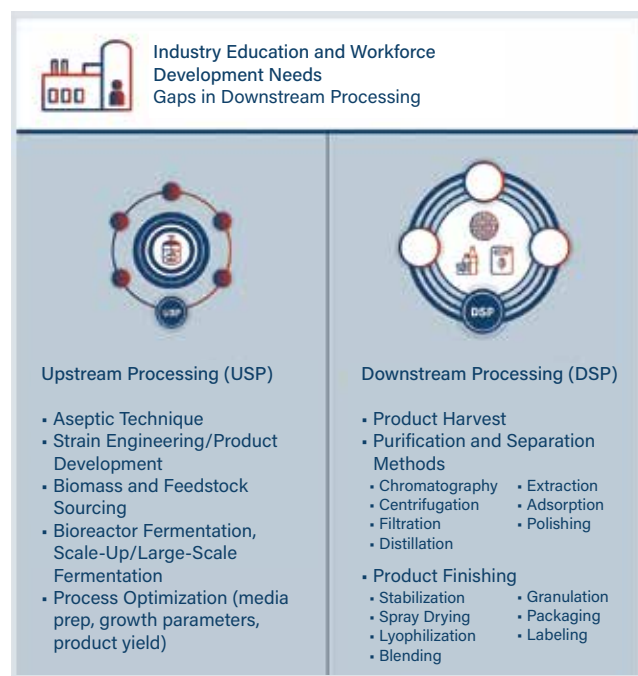 Industry Education and Workforce
Development Needs
Gaps in Downstream Processing
USP
DSP
Upstream Processing (USP)
▪ Aseptic Technique
▪ Strain Engineering/Product
Development
▪ Biomass and Feedstock
Sourcing
▪ Bioreactor Fermentation,
Scale-Up/Large-Scale
Fermentation
▪ Process Optimization (media
prep, growth parameters,
product yield)
Downstream Processing (DSP)
▪ Product Harvest
▪ Purification and Separation
Methods
▪ Chromatography
▪ Centrifugation
▪ Filtration
▪ Distillation
▪ Extraction
▪ Adsorption
▪ Polishing
▪ Product Finishing
▪ Stabilization
▪ Spray Drying
▪ Lyophilization
▪ Blending
▪ Granulation
▪ Packaging
▪ Labeling